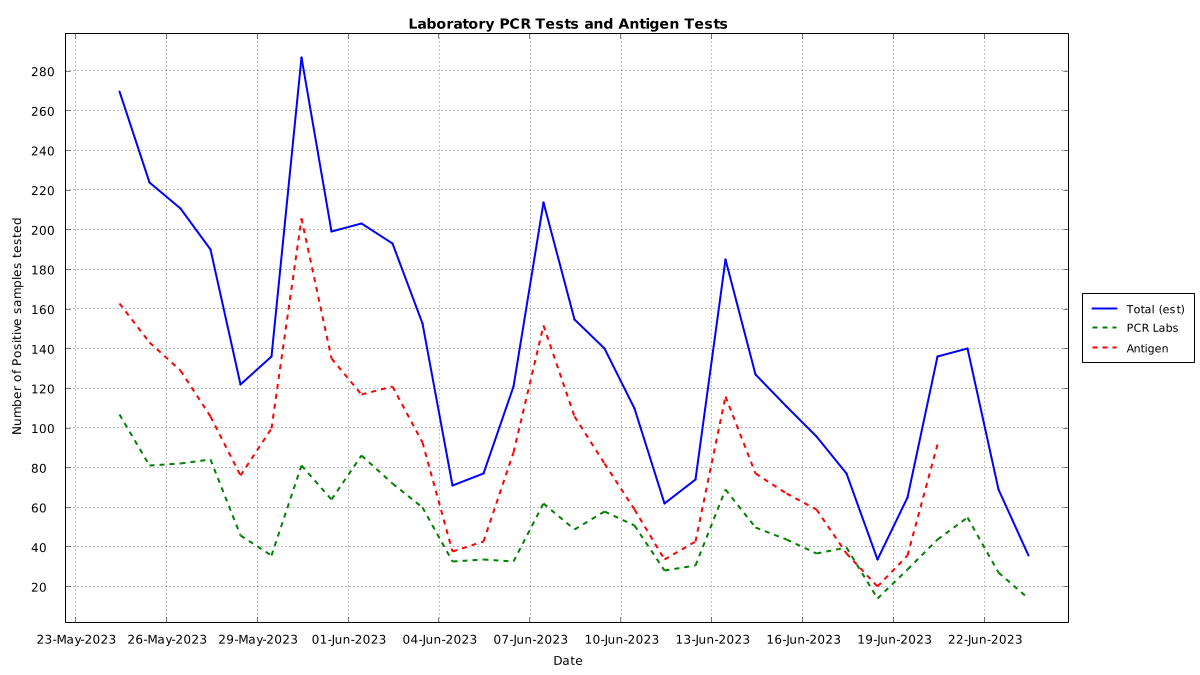 Laboratory PCR Tests and Antigen Tests
Number of Positive samples tested
280
260
240
220
200
180
160
140
120
100
80
60
40
20
23-May-2023 26-May-2023 29-May-2023 01-Jun-2023 04-Jun-2023 07-Jun-2023 10-Jun-2023 13-Jun-2023 16-Jun-2023 19-Jun-2023 22-Jun-2023
Date
Total (est)
PCR Labs
Antigen